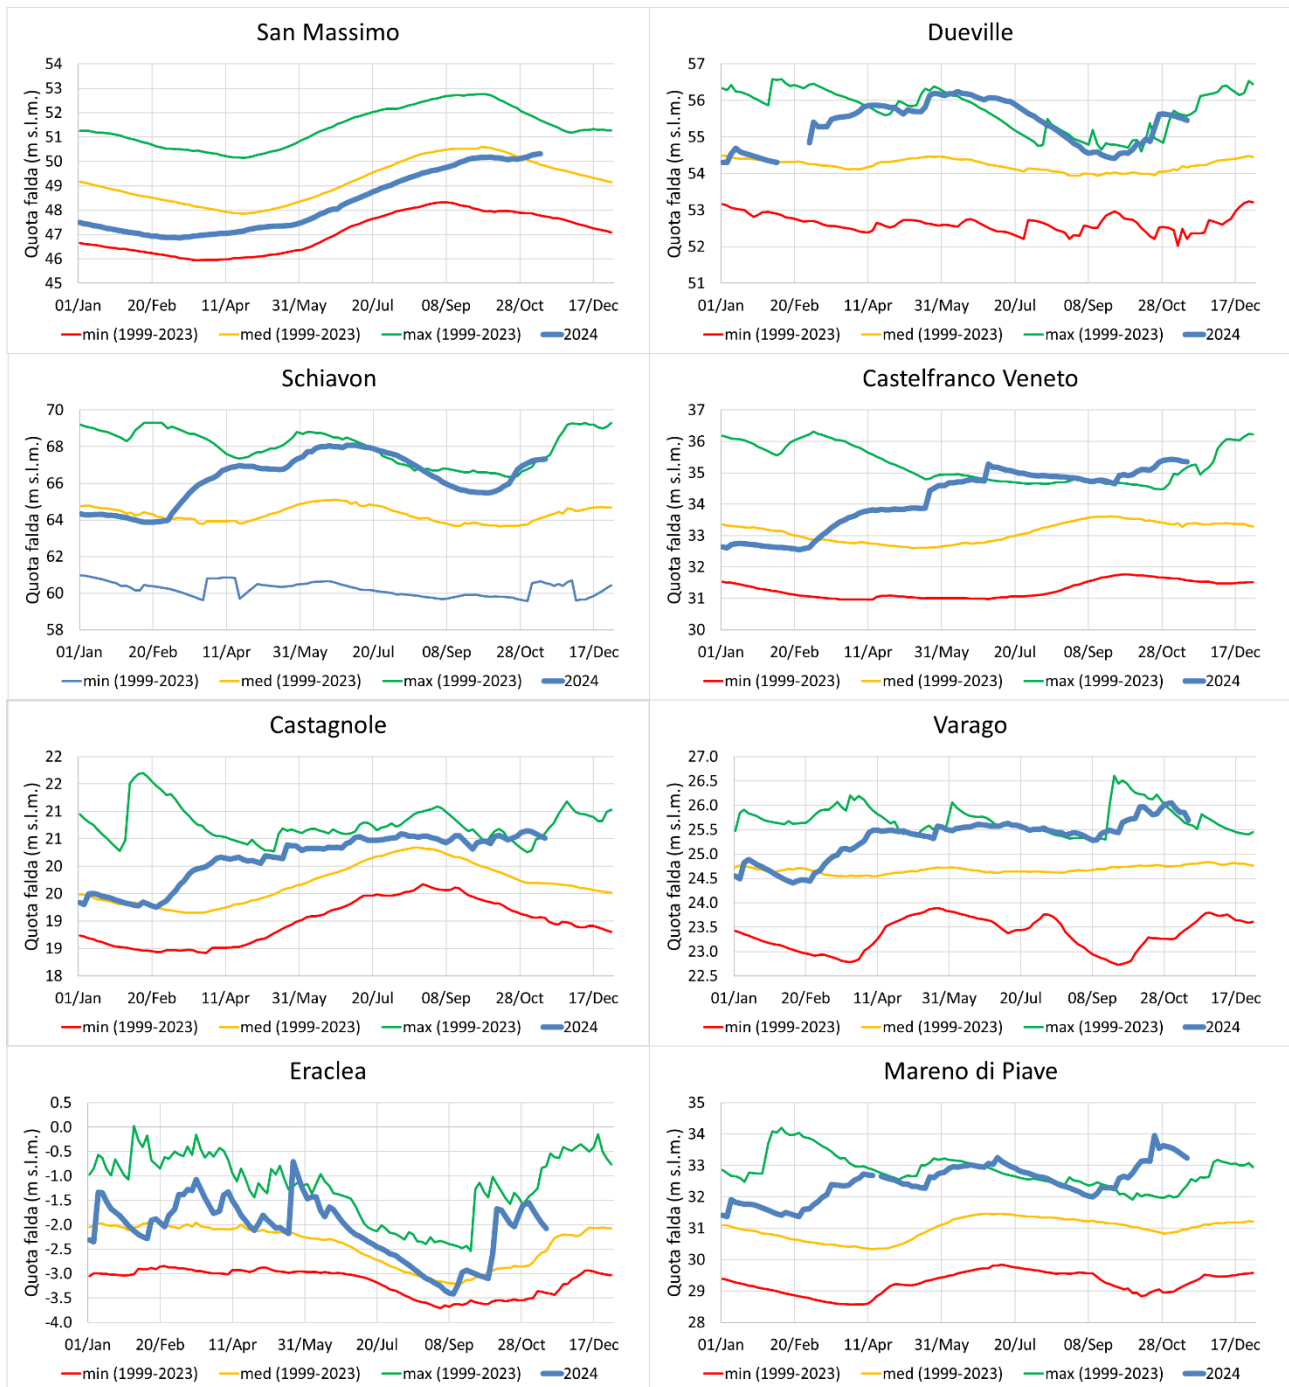 San Massimo
Quota falda (m s.l.m.)
54
53
52
51
50
49
48
47
46
45
01/Jan 20/Feb 11/Apr 31/May 20/Jul 08/Sep 28/Oct 17/Dec
min (1999-2023) med (1999-2023) max (1999-2023) 2024
Dueville
Quota falda (m s.l.m.)
57
56
55
54
53
52
51
01/Jan 20/Feb 11/Apr 31/May 20/Jul 08/Sep 28/Oct 17/Dec
min (1999-2023) med (1999-2023) max (1999-2023) 2024
Schiavon
Quota falda (m s.l.m.)
70
68
66
64
62
60
58
01/Jan 20/Feb 11/Apr 31/May 20/Jul 08/Sep 28/Oct 17/Dec
min (1999-2023) med (1999-2023) max (1999-2023) 2024
Castelfranco Veneto
Quota falda (m s.l.m.)
37
36
35
34
33
32
31
30
01/Jan 20/Feb 11/Apr 31/May 20/Jul 08/Sep 28/Oct 17/Dec
min (1999-2023) med (1999-2023) max (1999-2023) 2024
Castagnole
Quota falda (m s.l.m.)
22
21
21
20
20
19
19
18
01/Jan 20/Feb 11/Apr 31/May 20/Jul 08/Sep 28/Oct 17/Dec
min (1999-2023) med (1999-2023) max (1999-2023) 2024
Varago
Quota falda (m s.l.m.)
27.0
26.5
26.0
25.5
25.0
24.5
24.0
23.5
23.0
22.5
01/Jan 20/Feb 11/Apr 31/May 20/Jul 08/Sep 28/Oct 17/Dec
min (1999-2023) med (1999-2023) max (1999-2023) 2024
Eraclea
Quota falda (m s.l.m.)
0.5
0.0
-0.5
-1.0
-1.5
-2.0
-2.5
-3.0
-3.5
-4.0
01/Jan 20/Feb 11/Apr 31/May 20/Jul 08/Sep 28/Oct 17/Dec
min (1999-2023) med (1999-2023) max (1999-2023) 2024
Mareno di Piave
Quota falda (m s.l.m.)
35
34
33
32
31
30
29
28
01/Jan 20/Feb 11/Apr 31/May 20/Jul 08/Sep 28/Oct 17/Dec
min (1999-2023) med (1999-2023) max (1999-2023) 2024